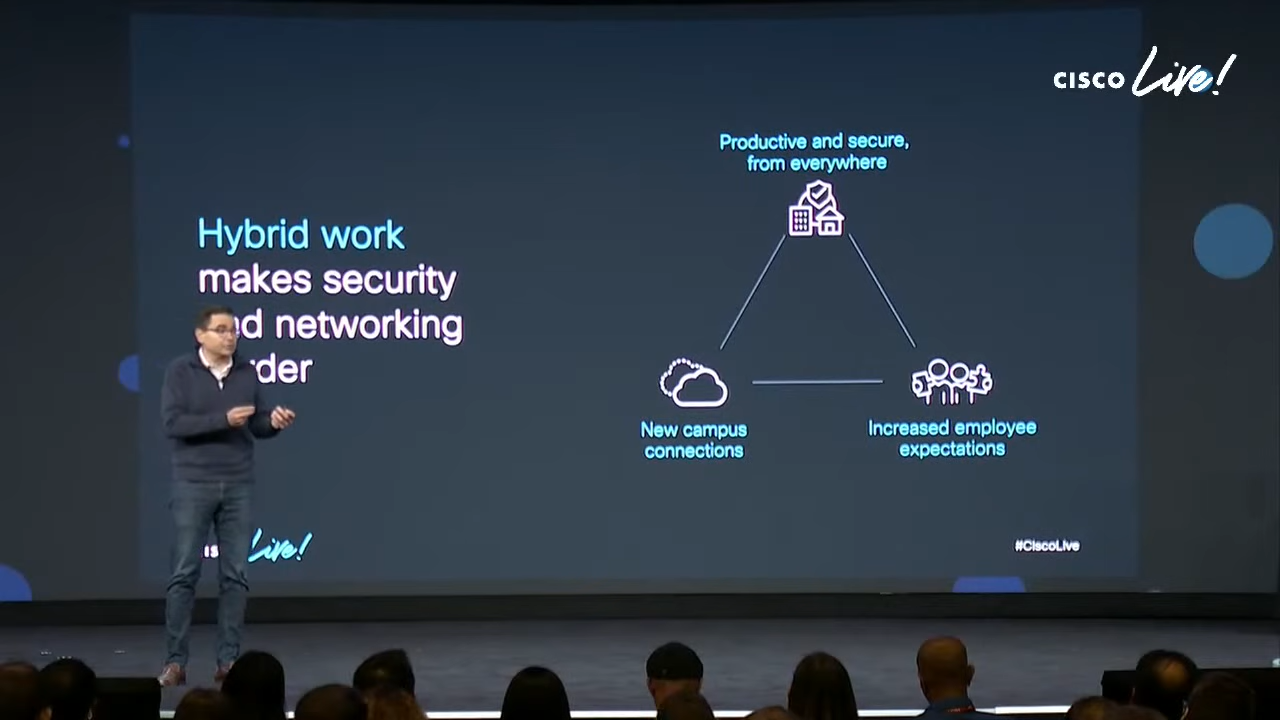 CISCO Live!
Productive and secure,
from everywhere
Hybrid work
makes security
networking
New campus
connections
Increased employee
expectations
Live!
#CiscoLive